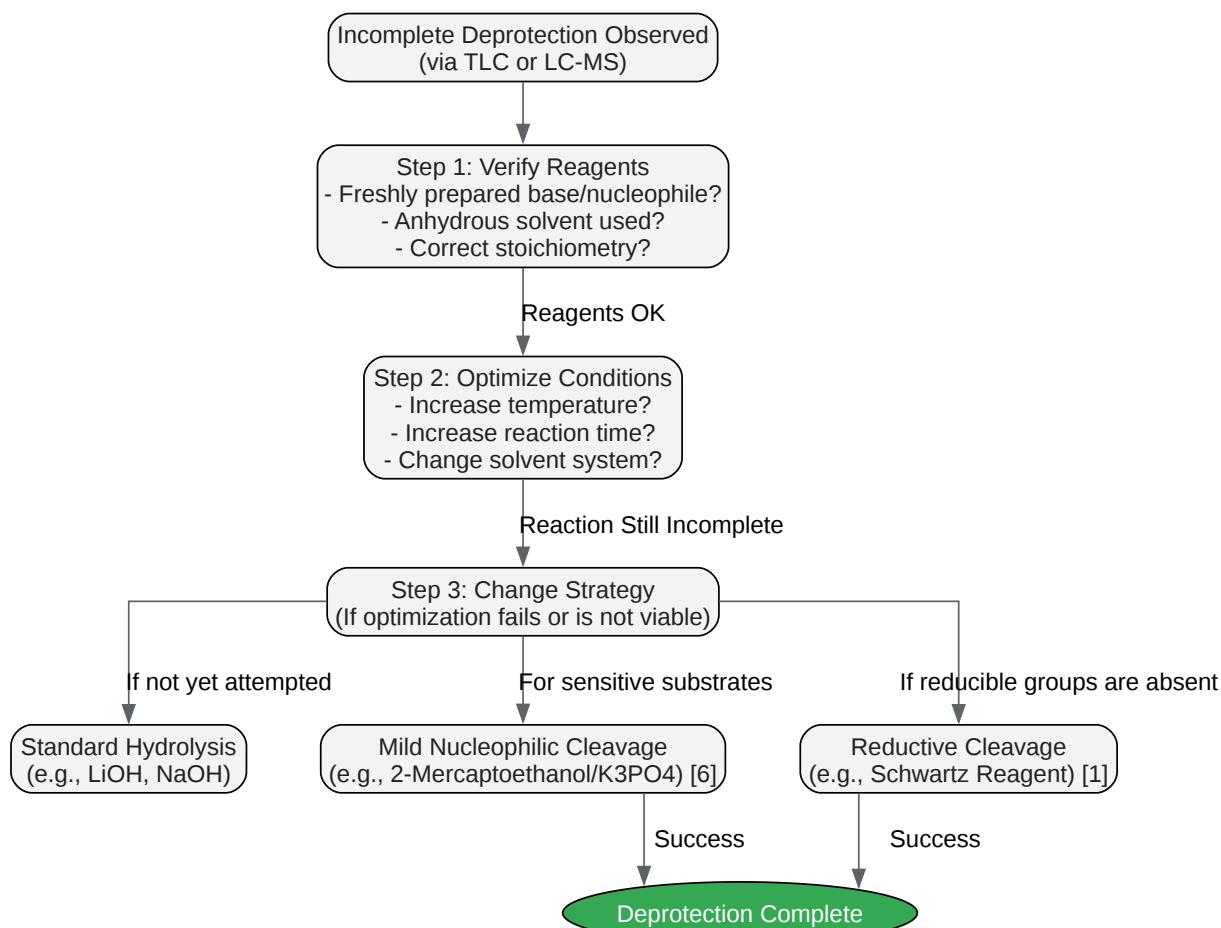 Incomplete Deprotection Observed
(via TLC or LC-MS)
Step 1: Verify Reagents
- Freshly prepared base/nucleophile?
- Anhydrous solvent used?
- Correct stoichiometry?
Reagents OK
Step 2: Optimize Conditions
- Increase temperature?
- Increase reaction time?
- Change solvent system?
Reaction Still Incomplete
Step 3: Change Strategy
(If optimization fails or is not viable)
If not yet attempted
For sensitive substrates
If reducible groups are absent
Standard Hydrolysis
(e.g., LiOH, NaOH)
Mild Nucleophilic Cleavage
(e.g., 2-Mercaptoethanol/K3PO4) [6]
Reductive Cleavage
(e.g., Schwartz Reagent) [1]
Success
Success
Deprotection Complete